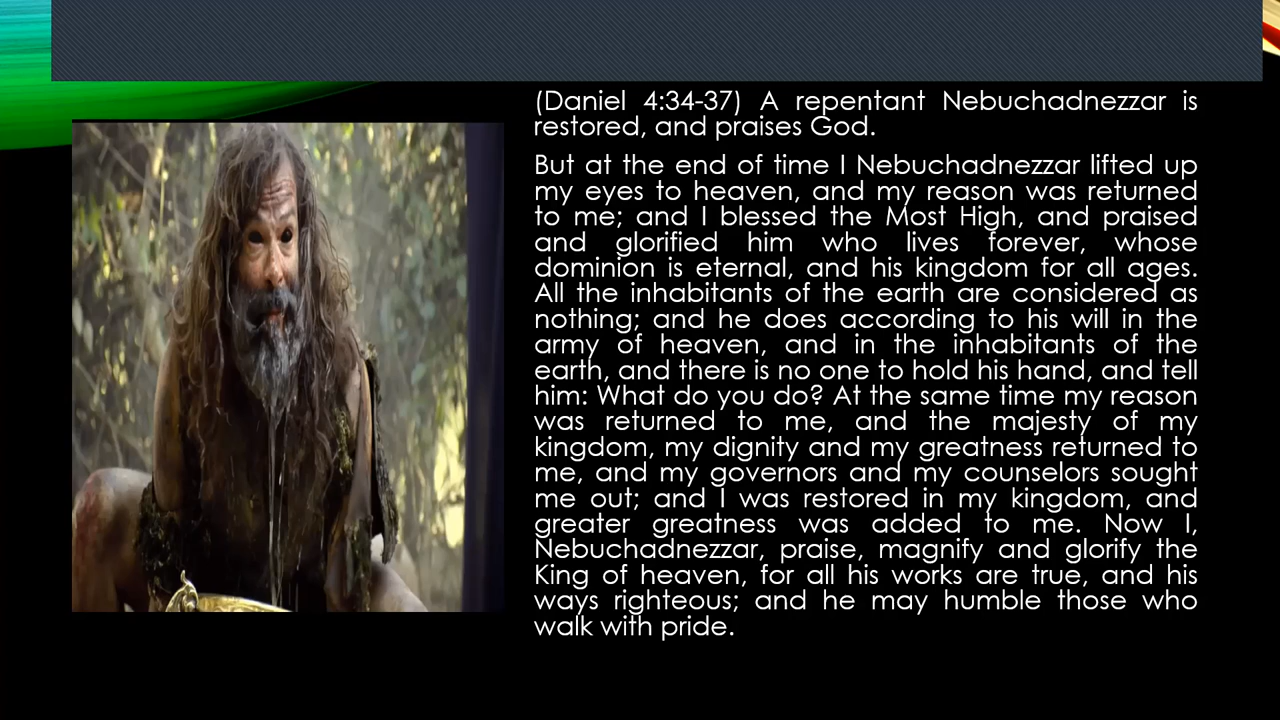 (Daniel 4:34-37) A repentant Nebuchadnezzar is
restored, and praises God.
But at the end of time I Nebuchadnezzar lifted up
my eyes to heaven, and my reason was returned
to me; and I blessed the Most High, and praised
and glorified him who lives forever, whose
dominion is eternal, and his kingdom for all ages.
All the inhabitants of the earth are considered as
nothing; and he does according to his will in the
army of heaven, and in the inhabitants of the
earth, and there is no one to hold his hand, and tell
him: What do you do? At the same time my reason
was returned to me, and the majesty of my
kingdom, my dignity and my greatness returned to
me, and my governors and my counselors sought
me out; and I was restored in my kingdom, and
greater greatness was added to me. Now I,
Nebuchadnezzar, praise, magnify and glorify the
King of heaven, for all his works are true, and his
ways righteous; and he may humble those who
walk with pride.